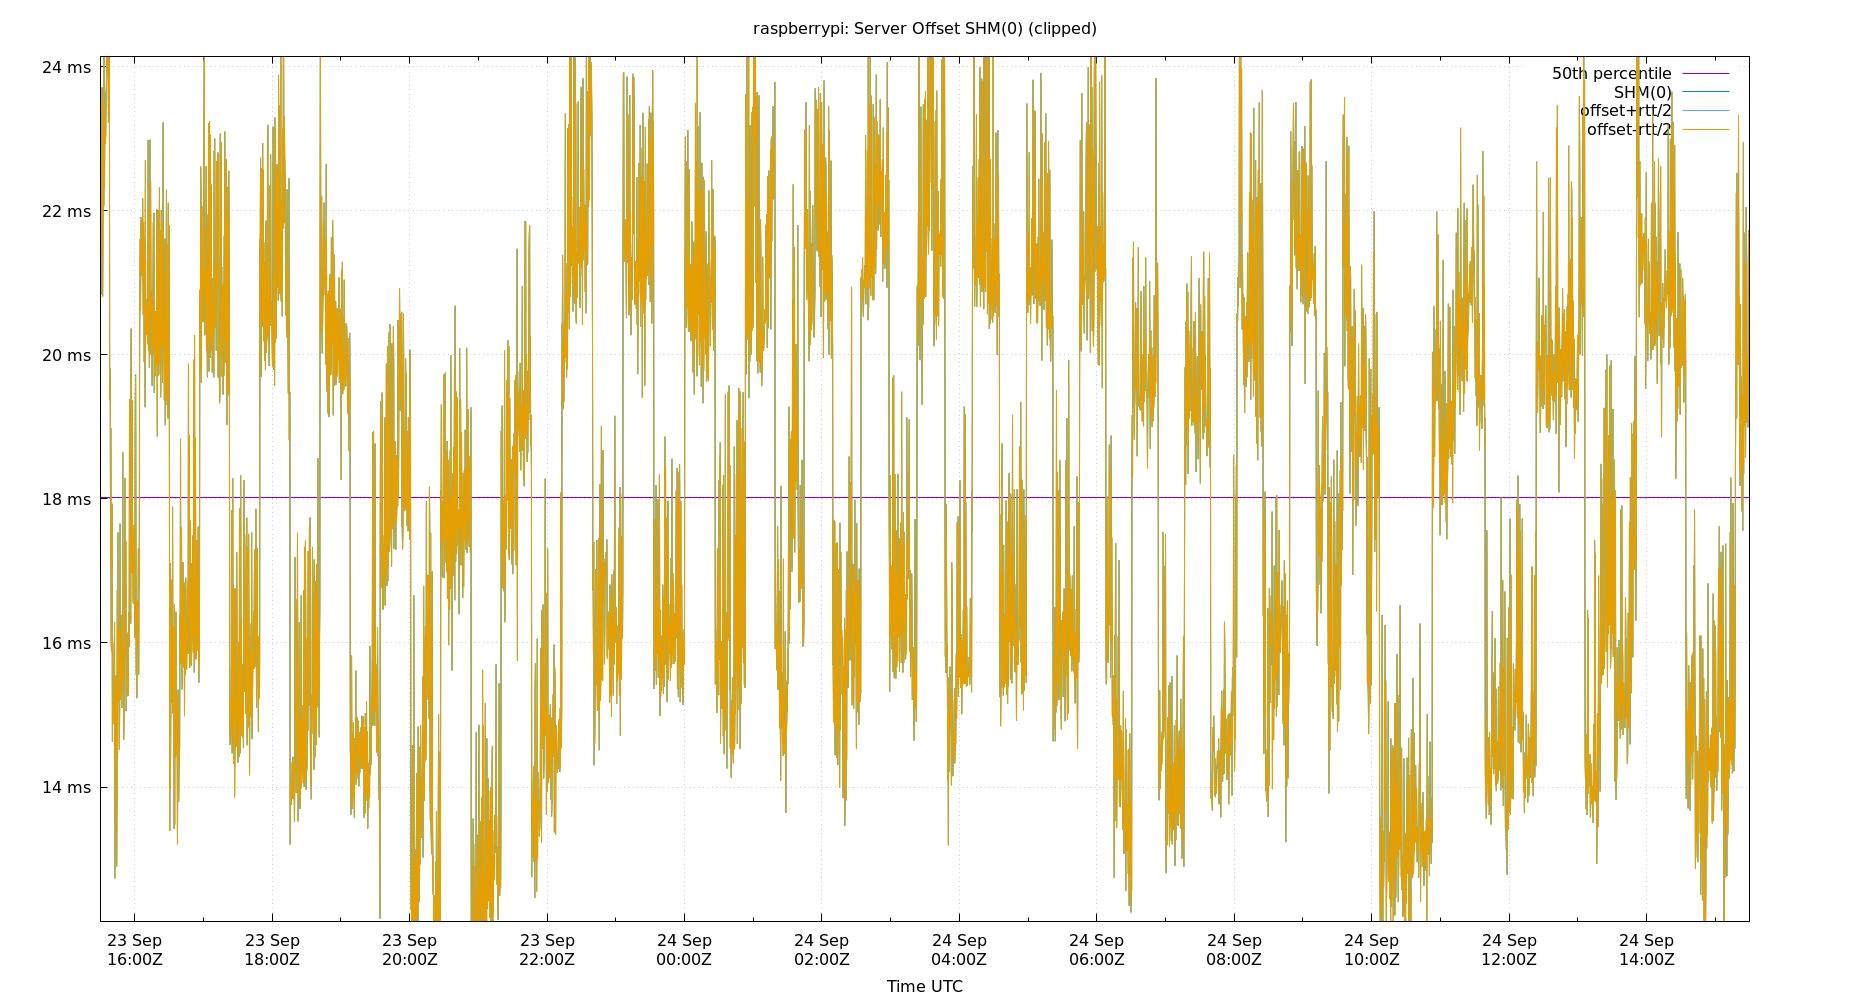 raspberrypi: Server Offset SHM(0) (clipped)
24 ms
22 ms
20 ms
18 ms
16 ms
14 ms
50th percentile
SHM(0)
offset+rtt/2
offset-rtt/2
23 Sep
16:00Z
23 Sep
18:00Z
23 Sep
20:00Z
23 Sep
22:00Z
24 Sep
00:00Z
24 Sep
02:00Z
24 Sep
04:00Z
24 Sep
06:00Z
24 Sep
08:00Z
24 Sep
10:00Z
24 Sep
12:00Z
24 Sep
14:00Z
Time UTC